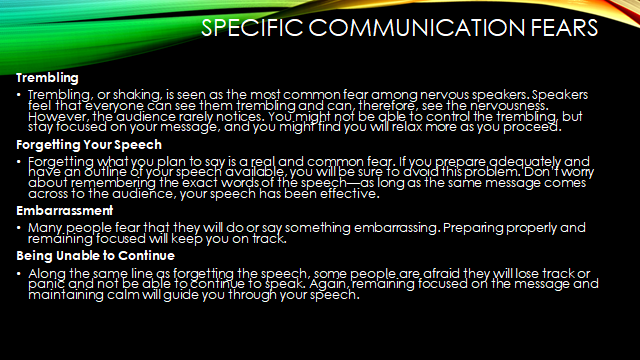 SPECIFIC COMMUNICATION FEARS
Trembling
• Trembling, or shaking, is seen as the most common fear among nervous speakers. Speakers
feel that everyone can see them trembling and can, therefore, see the nervousness.
However, the audience rarely notices. You might not be able to control the trembling, but
stay focused on your message, and you might find you will relax more as you proceed.
Forgetting Your Speech
• Forgetting what you plan to say is a real and common fear. If you prepare adequately and
have an outline of your speech available, you will be sure to avoid this problem. Don't worry
about remembering the exact words of the speech—as long as the same message comes
across to the audience, your speech has been effective.
Embarrassment
• Many people fear that they will do or say something embarrassing. Preparing properly and
remaining focused will keep you on track.
Being Unable to Continue
• Along the same line as forgetting the speech, some people are afraid they will lose track or
panic and not be able to continue to speak. Again, remaining focused on the message and
maintaining calm will guide you through your speech.